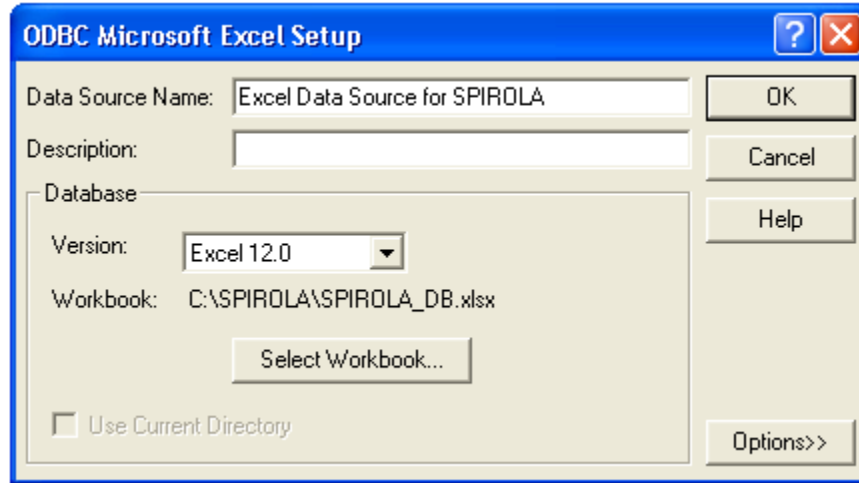 ODBC Microsoft Excel Setup
Data Source Name: Excel Data Source for SPIROLA
OK
Description:
Cancel
Database
Help
Version: Excel 12.0
Workbook: C:\SPIROLA\SPIROLA_DB.xlsx
Select Workbook...
Use Current Directory
Options>>